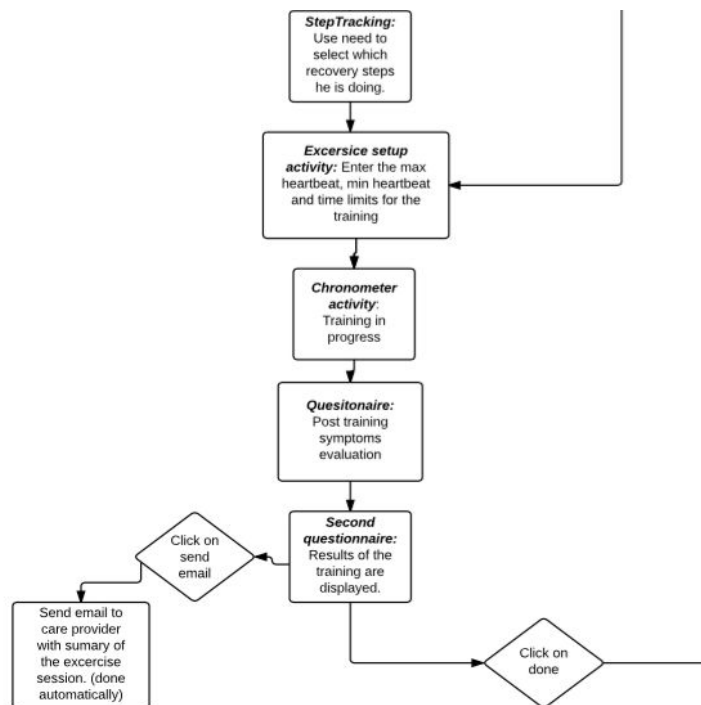 StepTracking:
Use need to
select which
recovery steps
he is doing.
Excersice setup
activity: Enter the max
heartbeat, min heartbeat
and time limits for the
training
Chronometer
activity:
Training in
progress
Quesitonaire:
Post training
symptoms
evaluation
Second
questionnaire:
Results of the
training are
displayed.
Click on
send
email
Send email to
care provider
with sumary of
the excercise
session. (done
automatically)
Click on
done